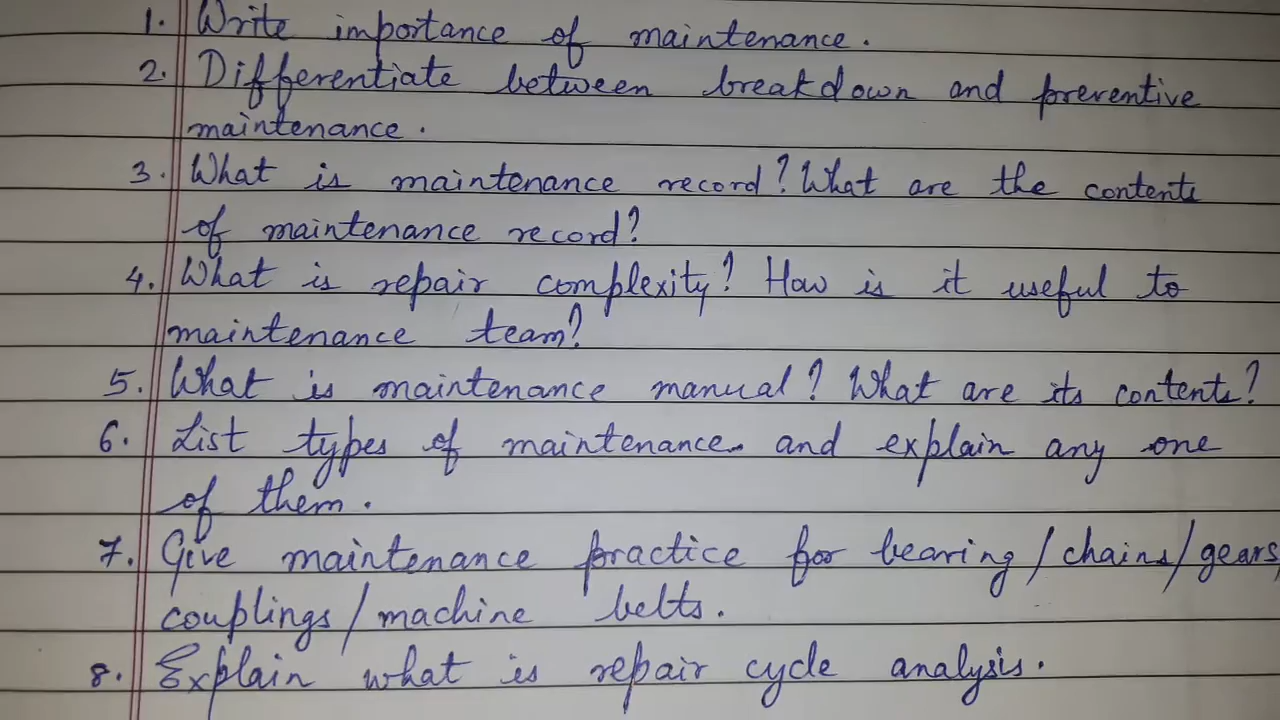 1. Write importance of maintenance.
2. Differentiate between breakdown and preventive
maintenance.
3. What is maintenance record? What are the contents
of maintenance record?
4. What is repair complexity? How is it useful to
maintenance team?
5. What is maintenance manual? What are its contents?
6. List types of maintenance. and explain any one
of them.
7. Give maintenance practice for bearing/chains/gears,
couplings/machine belts.
8. Explain what is repair cycle analysis.